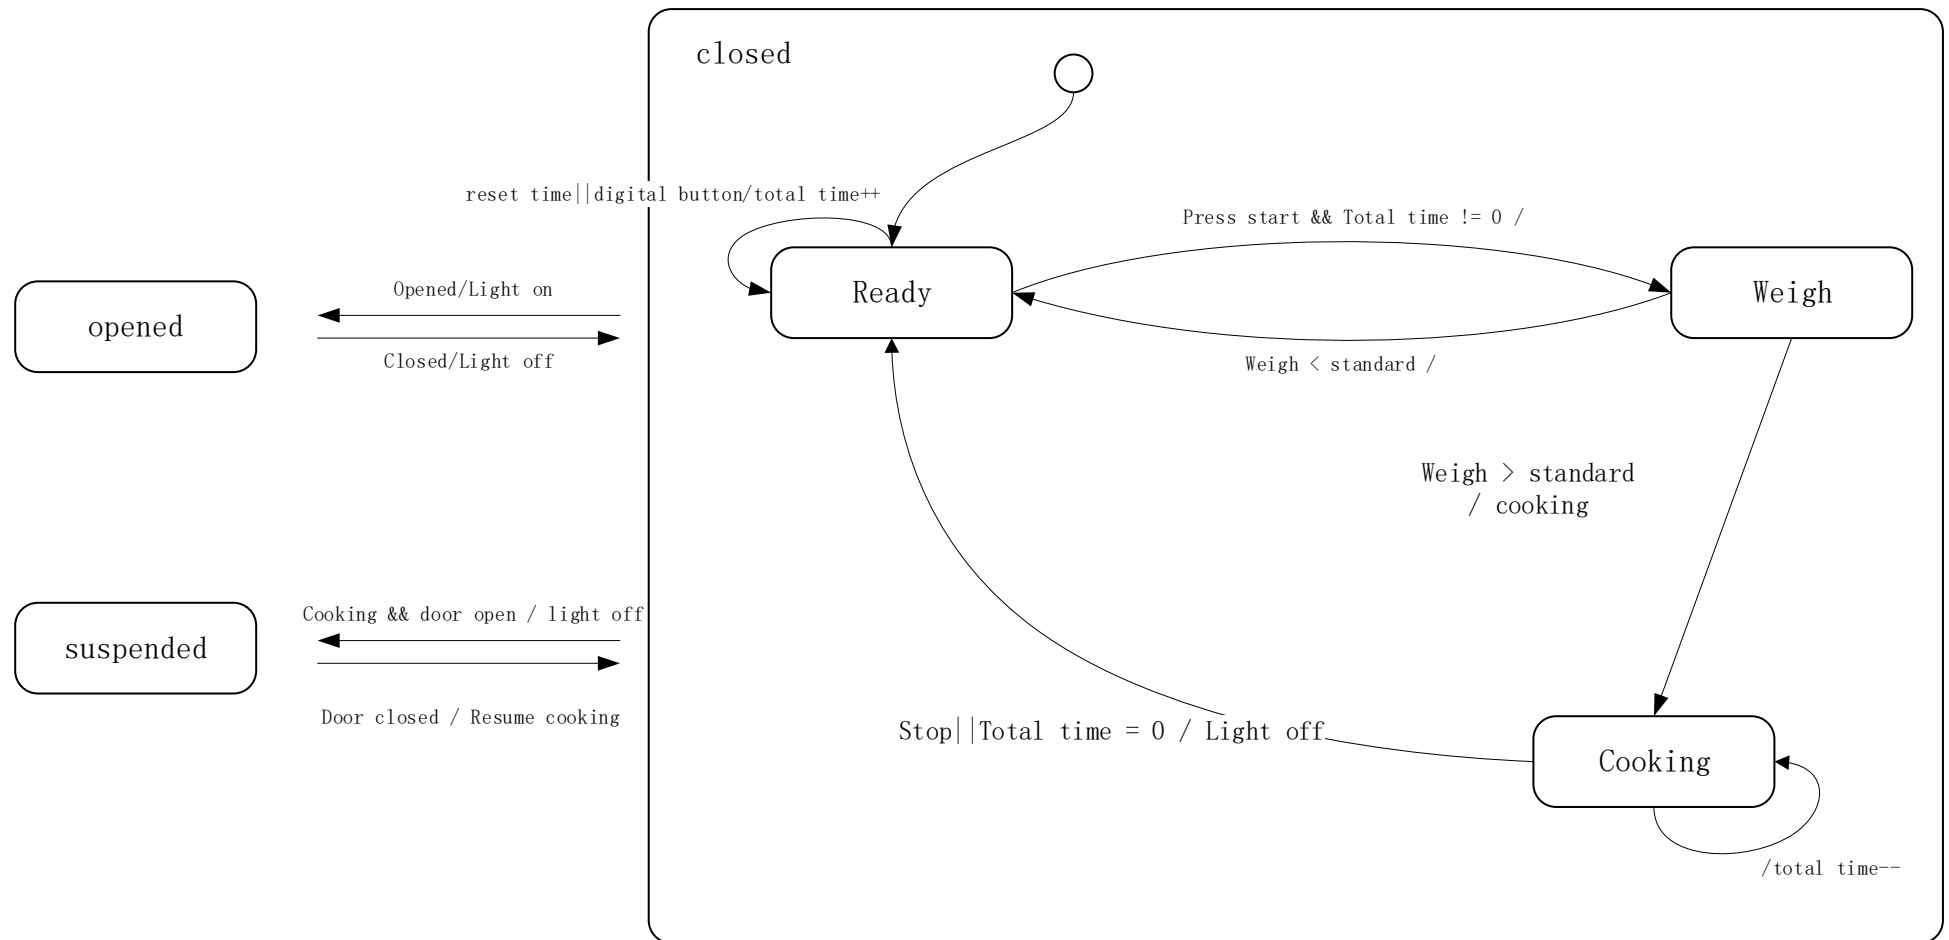 closed
reset time||digital button/total time++
Press start && Total time != 0 /
Ready
Weigh
Opened/Light on
opened
Closed/Light off
Weigh < standard /
Weigh > standard
/ cooking
Cooking && door open / light off
suspended
Door closed / Resume cooking
Stop||Total time = 0 / Light off
Cooking
/total time--